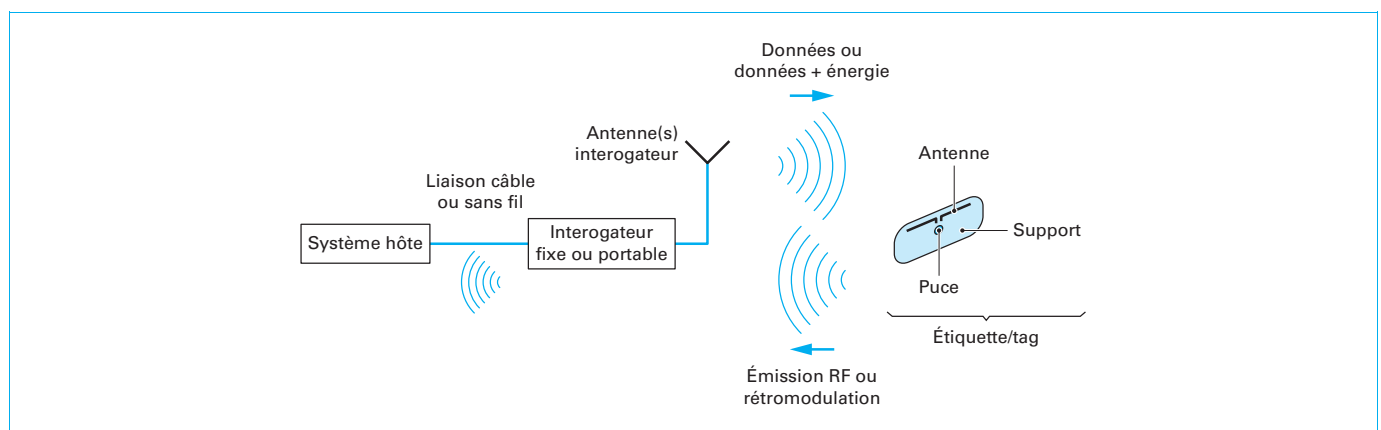 Données ou
données + énergie
Antenne(s)
interogateur
Antenne
Liaison câble
ou sans fil
Système hôte
Interogateur
fixe ou portable
Support
Puce
Étiquette/tag
Émission RF ou
rétromodulation